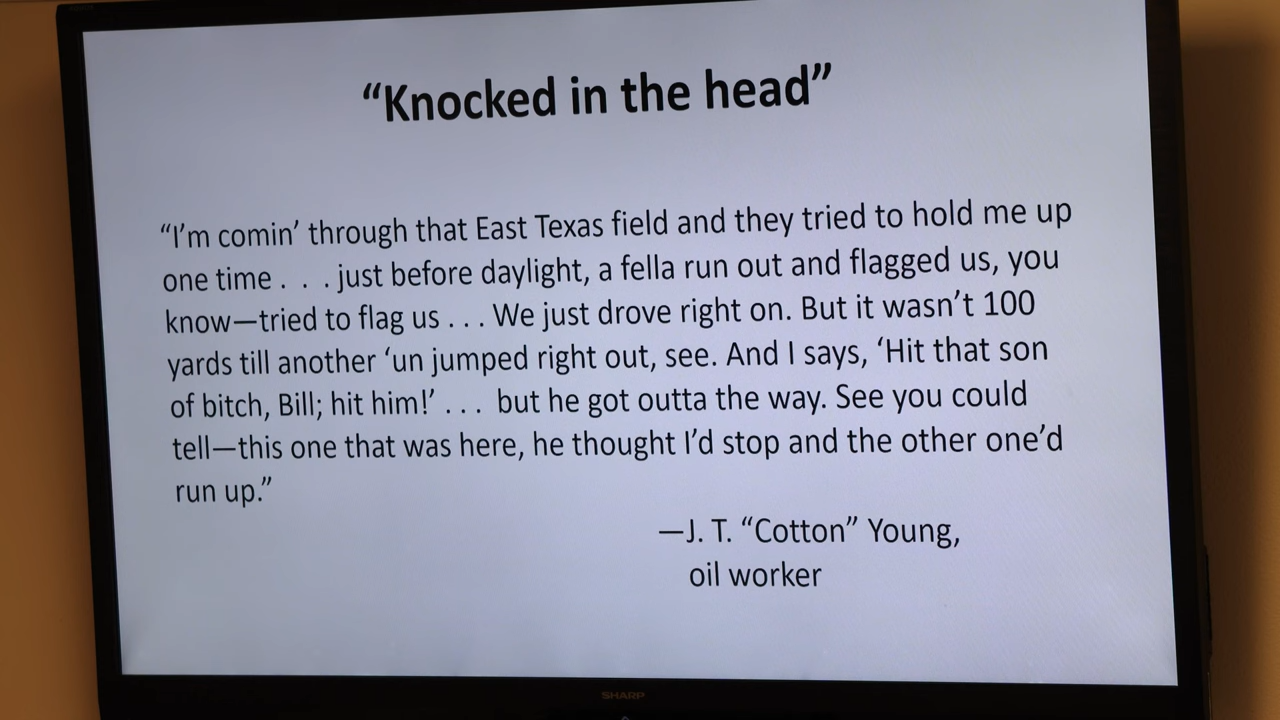 “Knocked in the head”
“I’m comin’ through that East Texas field and they tried to hold me up
one time . . . just before daylight, a fella run out and flagged us, you
know—tried to flag us . . . We just drove right on. But it wasn’t 100
yards till another ‘un jumped right out, see. And I says, ‘Hit that son
of bitch, Bill; hit him!’ . . . but he got outta the way. See you could
tell—this one that was here, he thought I’d stop and the other one’d
run up.”
—J. T. “Cotton” Young,
oil worker
SHARP